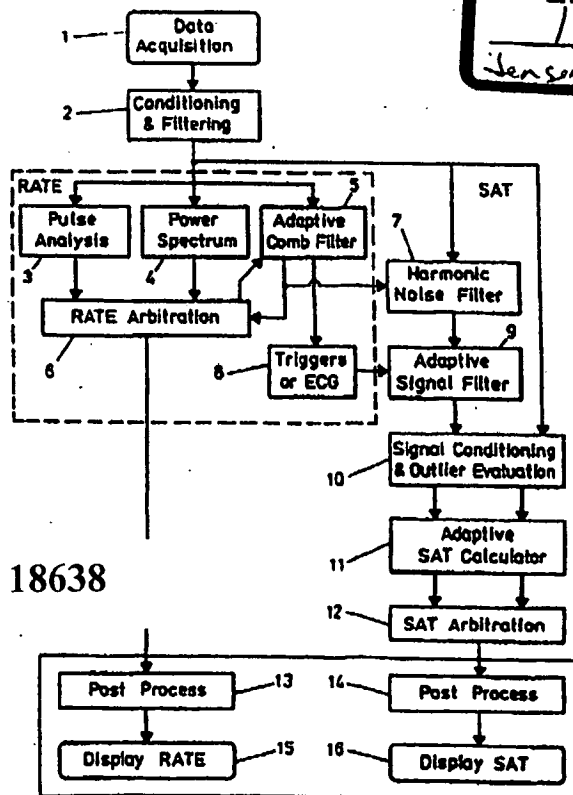 1
Data
Acquisition
2
Conditioning
& Filtering
RATE
SAT
Pulse
Analysis
3
Power
Spectrum
4
5
Adaptive
Comb Filter
7
Harmonic
Noise Filter
RATE Arbitration
6
8
Triggers
or ECG
9
Adaptive
Signal Filter
Signal Conditioning
& Outlier Evaluation
10
Adaptive
SAT Calculator
11
18638
12
SAT Arbitration
Post Process
13
14
Post Process
Display RATE
15
16
Display SAT